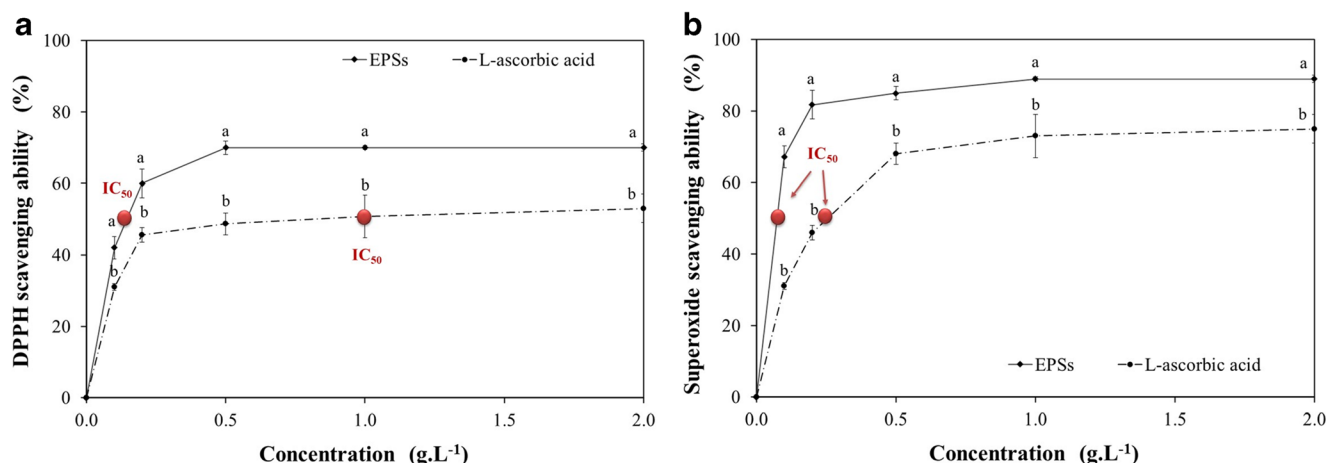 a
DPPH scavenging ability (%)
100
80
60
40
20
0
EPSs
L-ascorbic acid
a
a
a
a
a
IC50
b
b
b
b
b
IC50
0.0
0.5
1.0
1.5
2.0
Concentration (g.L-1)
b
Superoxide scavenging ability (%)
100
80
60
40
20
0
a
a
a
a
a
IC50
b
b
b
b
b
EPSs
L-ascorbic acid
0.0
0.5
1.0
1.5
2.0
Concentration (g.L-1)